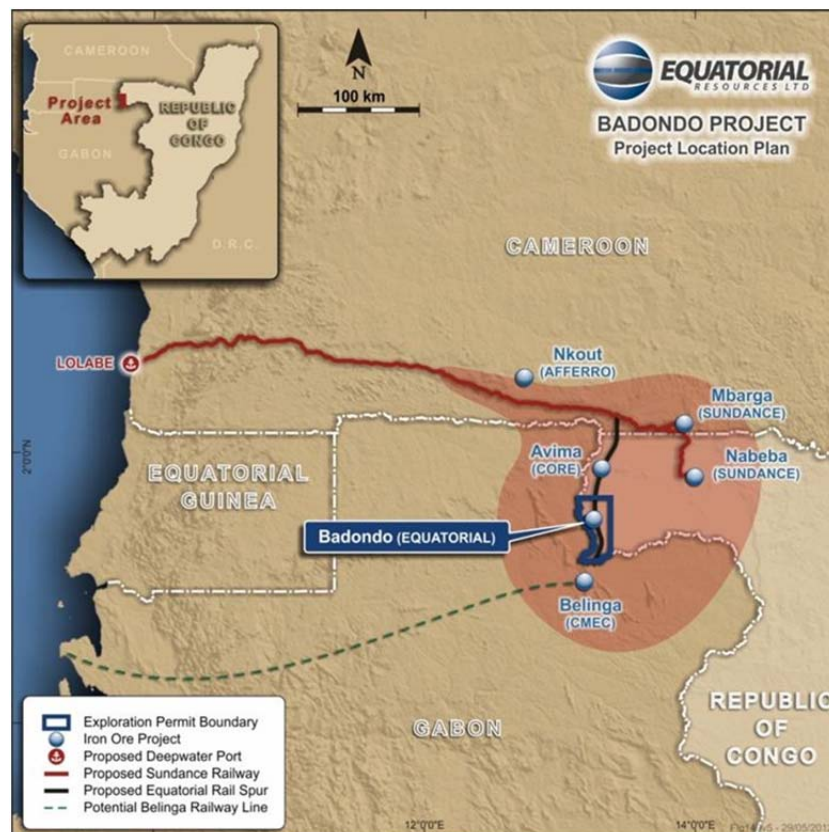 CAMEROON
Project
Area
REPUBLIC
OF
CONGO
GABON
D.R.C.
N
100 km
EQUATORIAL
RESOURCES LTD
BADONDO PROJECT
Project Location Plan
CAMEROON
LOLABE
Nkout
(AFFERRO)
Mbarga
(SUNDANCE)
2°0'0"N
EQUATORIAL
GUINEA
Avima
(CORE)
Nabeba
(SUNDANCE)
Badondo (EQUATORIAL)
Belinga
(CMEC)
GABON
REPUBLIC
OF
CONGO
Exploration Permit Boundary
Iron Ore Project
Proposed Deepwater Port
Proposed Sundance Railway
Proposed Equatorial Rail Spur
Potential Belinga Railway Line
12°0'0"E
14°0'0"E